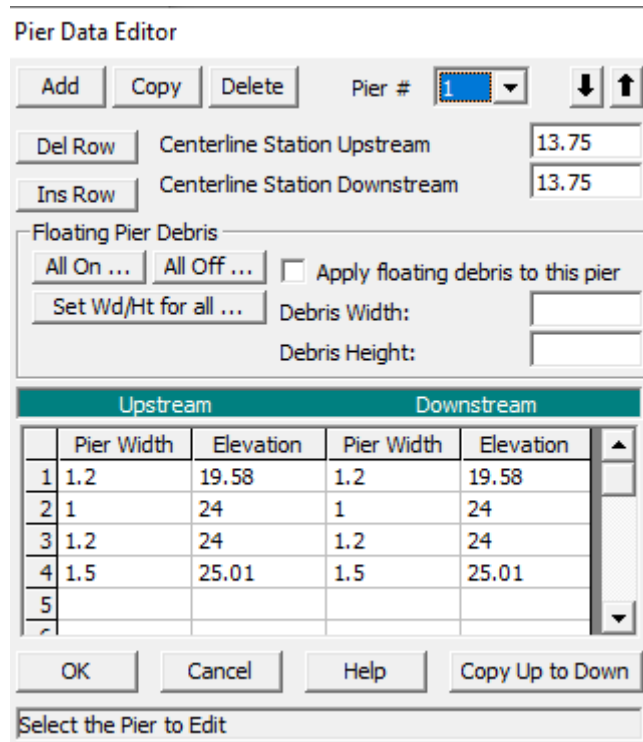 Pier Data Editor
Add Copy Delete Pier # 1
Del Row Centerline Station Upstream 13.75
Ins Row Centerline Station Downstream 13.75
Floating Pier Debris
All On ... All Off ... Apply floating debris to this pier
Set Wd/Ht for all ... Debris Width:
Debris Height:
Upstream Downstream
Pier Width Elevation Pier Width Elevation
1 1.2 19.58 1.2 19.58
2 1 24 1 24
3 1.2 24 1.2 24
4 1.5 25.01 1.5 25.01
5
OK Cancel Help Copy Up to Down
Select the Pier to Edit